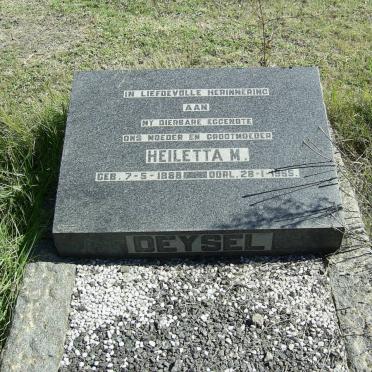 IN LIEFDEVOLLE HERINNERING
AAN
MY DIERBARE EGGENOTE
ONS MOEDER EN GROOTMOEDER
HEILETTA M.
GEB. 7-5-1888 OORL. 28-1-1955.
DEYSEL